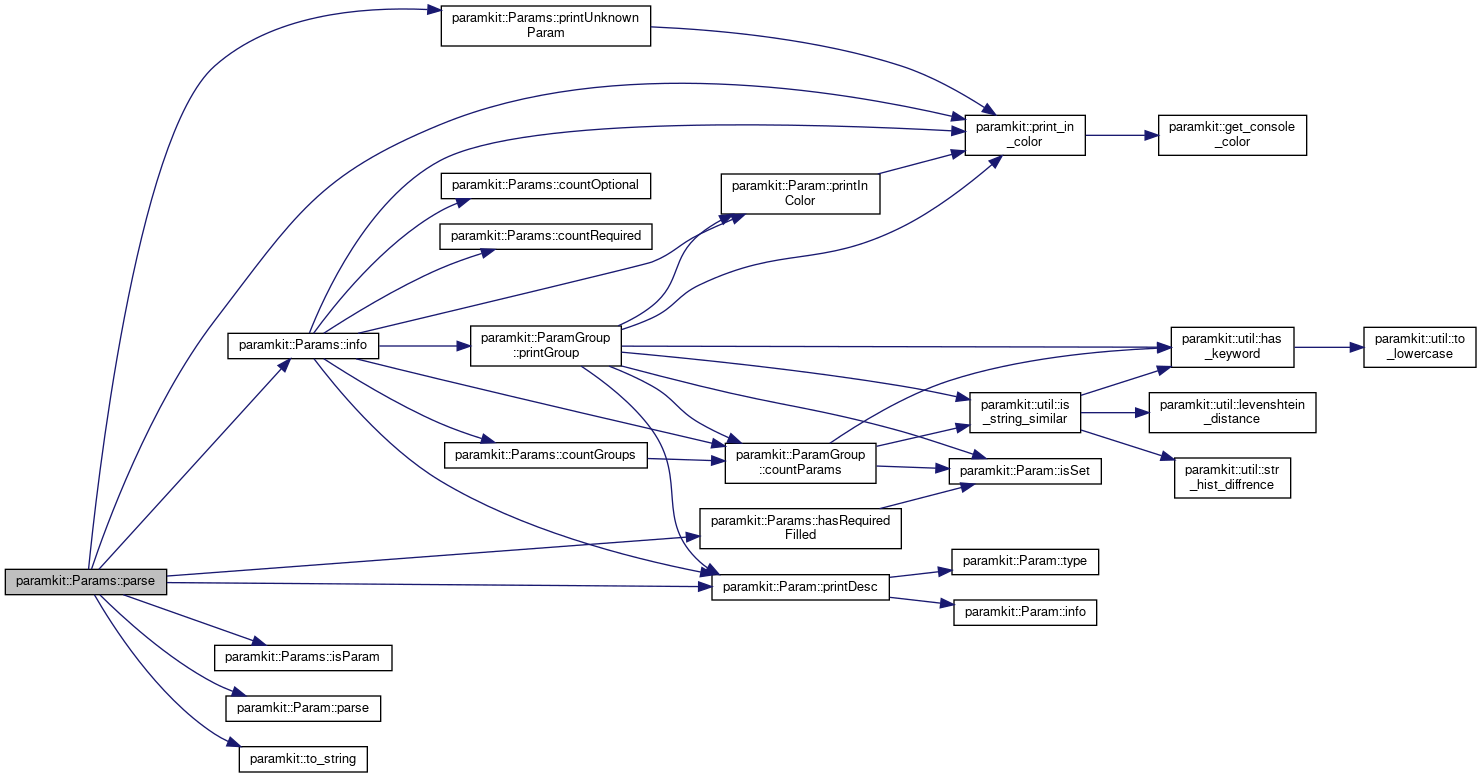 paramkit::Params::printUnknown
Param
paramkit::print_in
_color
paramkit::get_console
_color
paramkit::Params::countOptional
paramkit::Param::printIn
Color
paramkit::Params::countRequired
paramkit::Params::info
paramkit::ParamGroup
::printGroup
paramkit::util::has
_keyword
paramkit::util::to
_lowercase
paramkit::util::is
_string_similar
paramkit::util::levenshtein
_distance
paramkit::Params::countGroups
paramkit::ParamGroup
::countParams
paramkit::Param::isSet
paramkit::util::str
_hist_diffrence
paramkit::Params::hasRequired
Filled
paramkit::Params::parse
paramkit::Param::printDesc
paramkit::Param::type
paramkit::Param::info
paramkit::Params::isParam
paramkit::Param::parse
paramkit::to_string